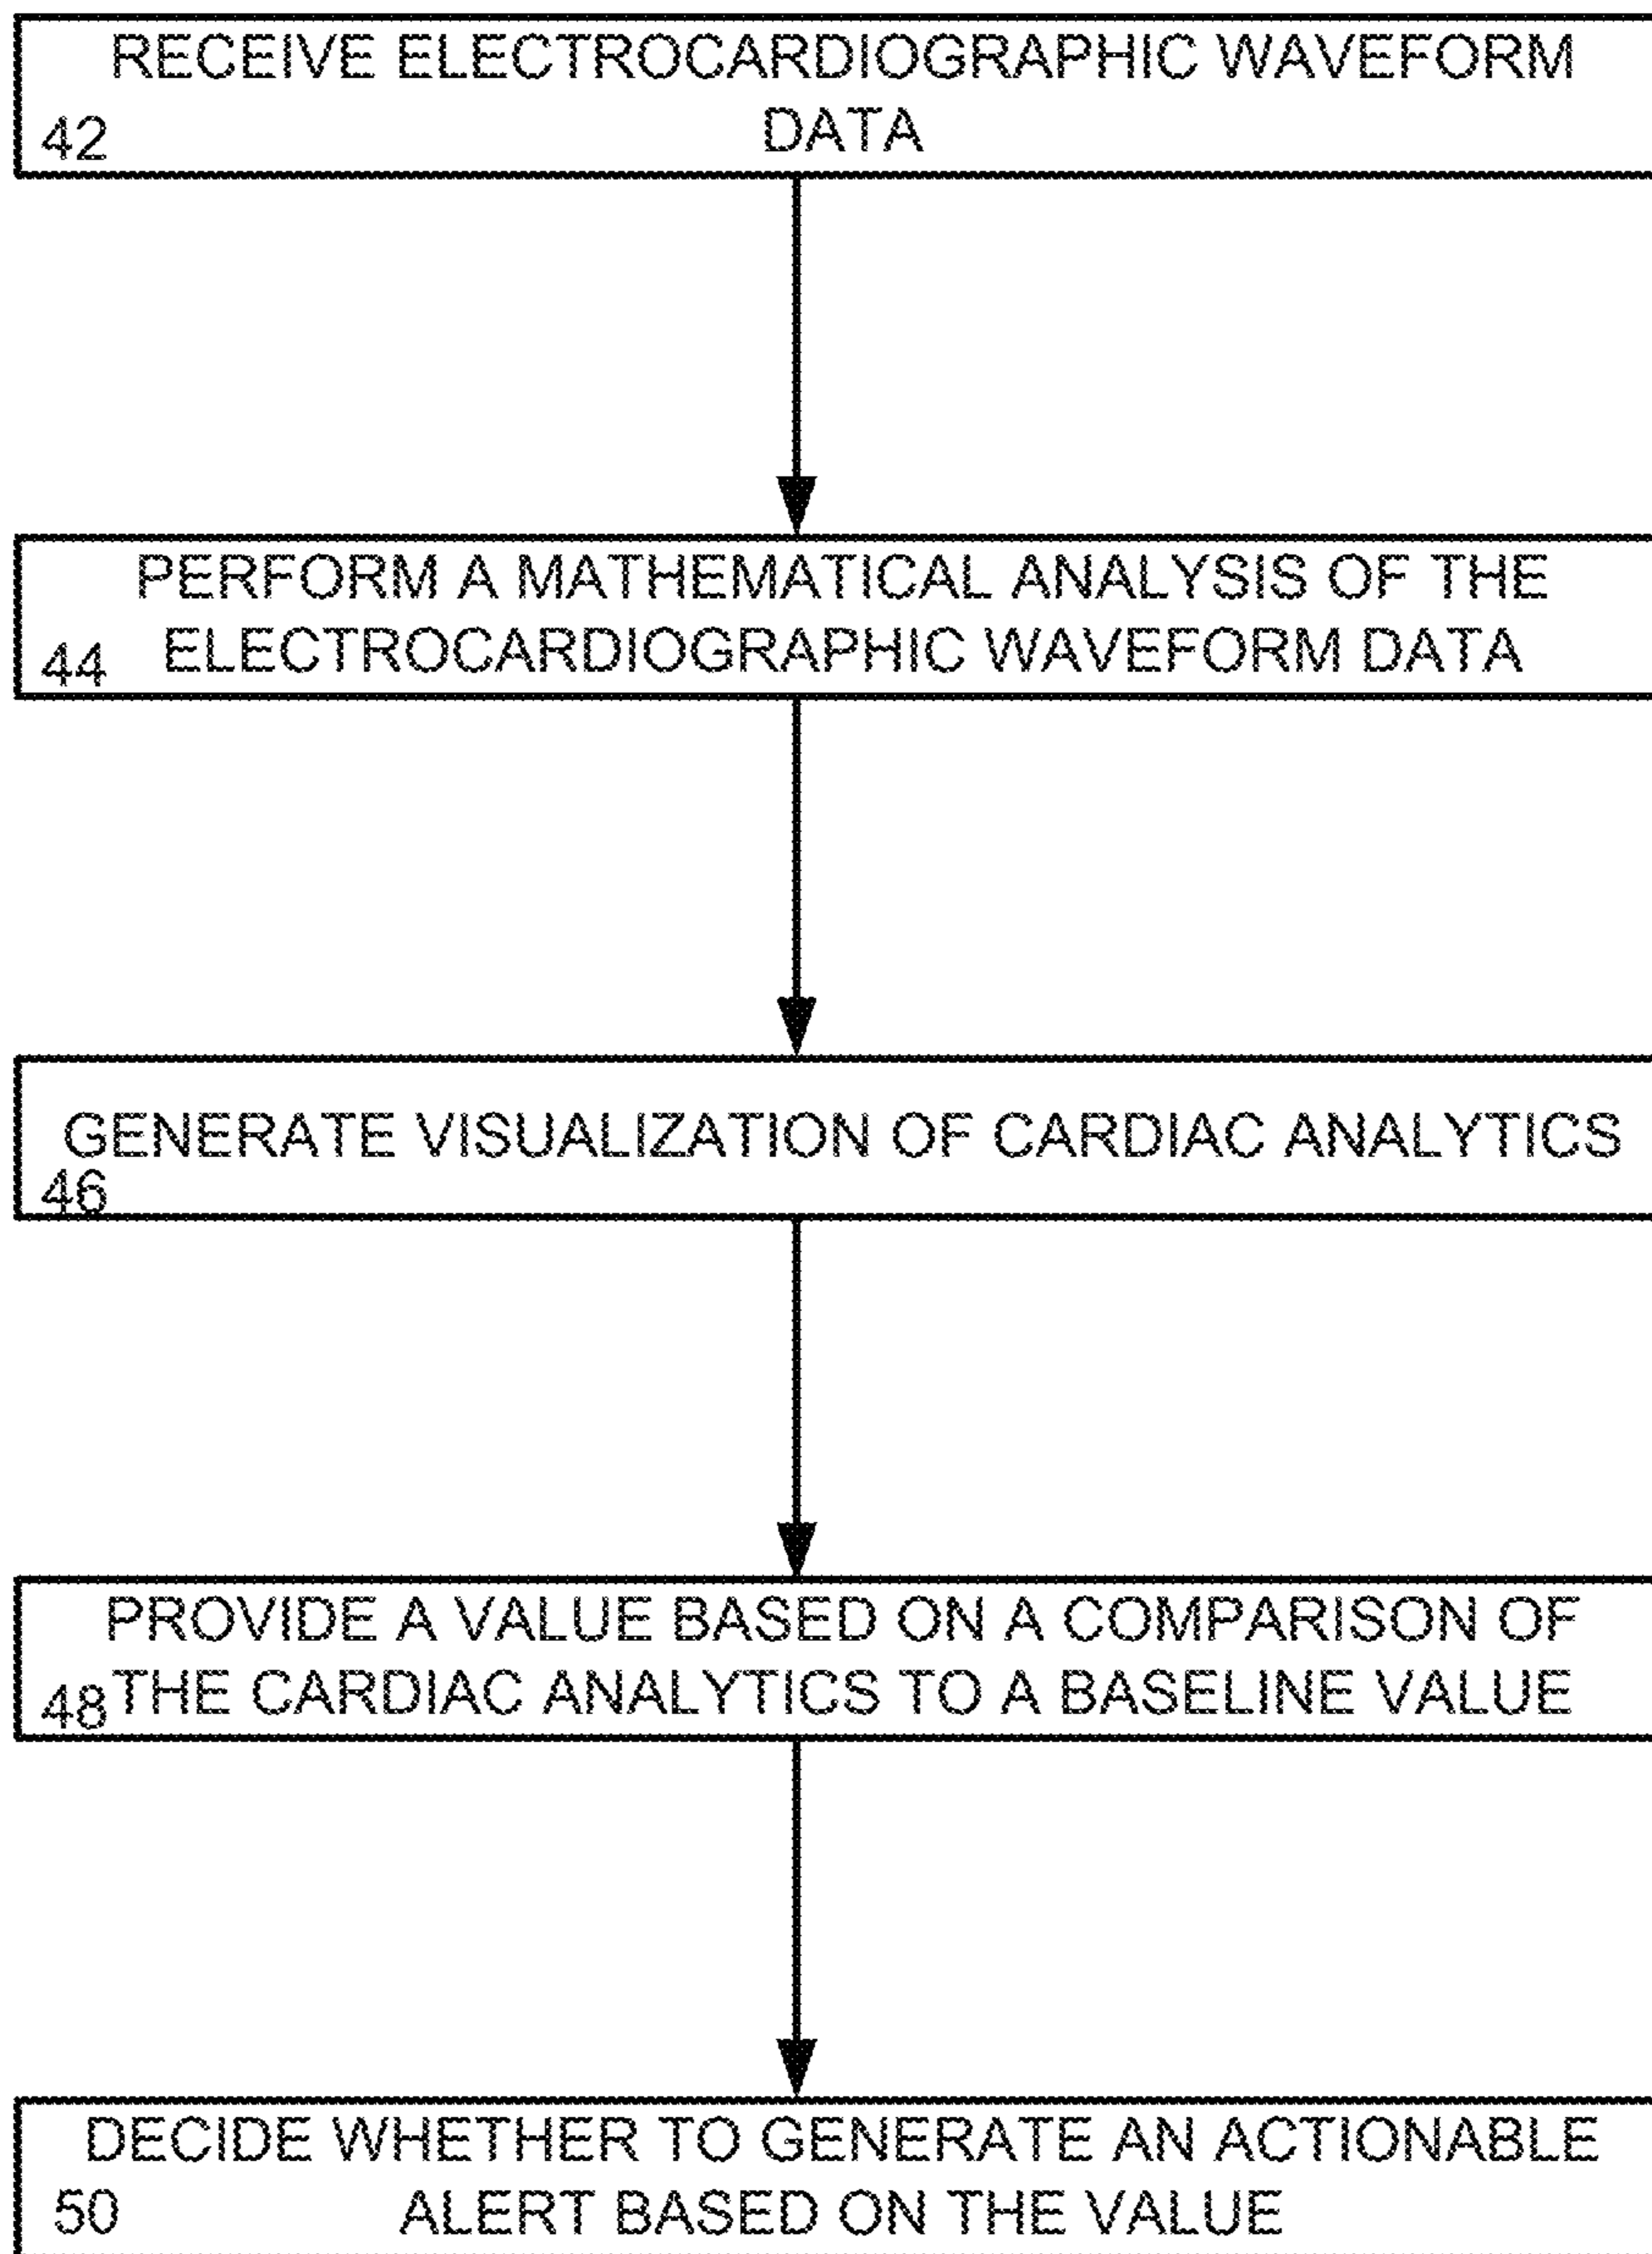 RECEIVE ELECTROCARDIOGRAPHIC WAVEFORM
DATA
42
PERFORM A MATHEMATICAL ANALYSIS OF THE
44 ELECTROCARDIOGRAPHIC WAVEFORM DATA
GENERATE VISUALIZATION OF CARDIAC ANALYTICS
46
PROVIDE A VALUE BASED ON A COMPARISON OF
48 THE CARDIAC ANALYTICS TO A BASELINE VALUE
DECIDE WHETHER TO GENERATE AN ACTIONABLE
50 ALERT BASED ON THE VALUE